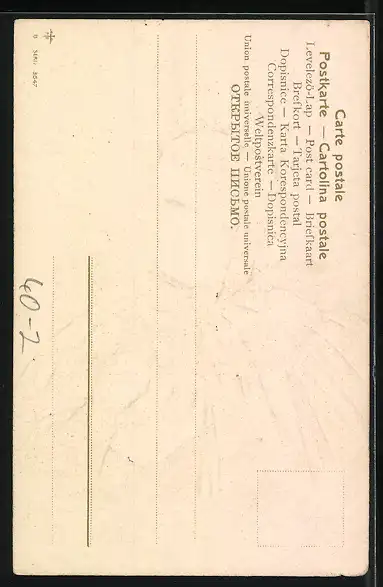 Carte postale
Postkarte — Cartolina postale
Levelező-Lap — Post card — Briefkaart
Brefkort — Tarjeta postal
Dopisnice — Karta Korespondencyjna
Correspondenzkarte — Dopisnica
Weltpostverein
Union postale universelle — Unione postale universale
ОТКРЫТОЕ ПИСЬМО.
40-2